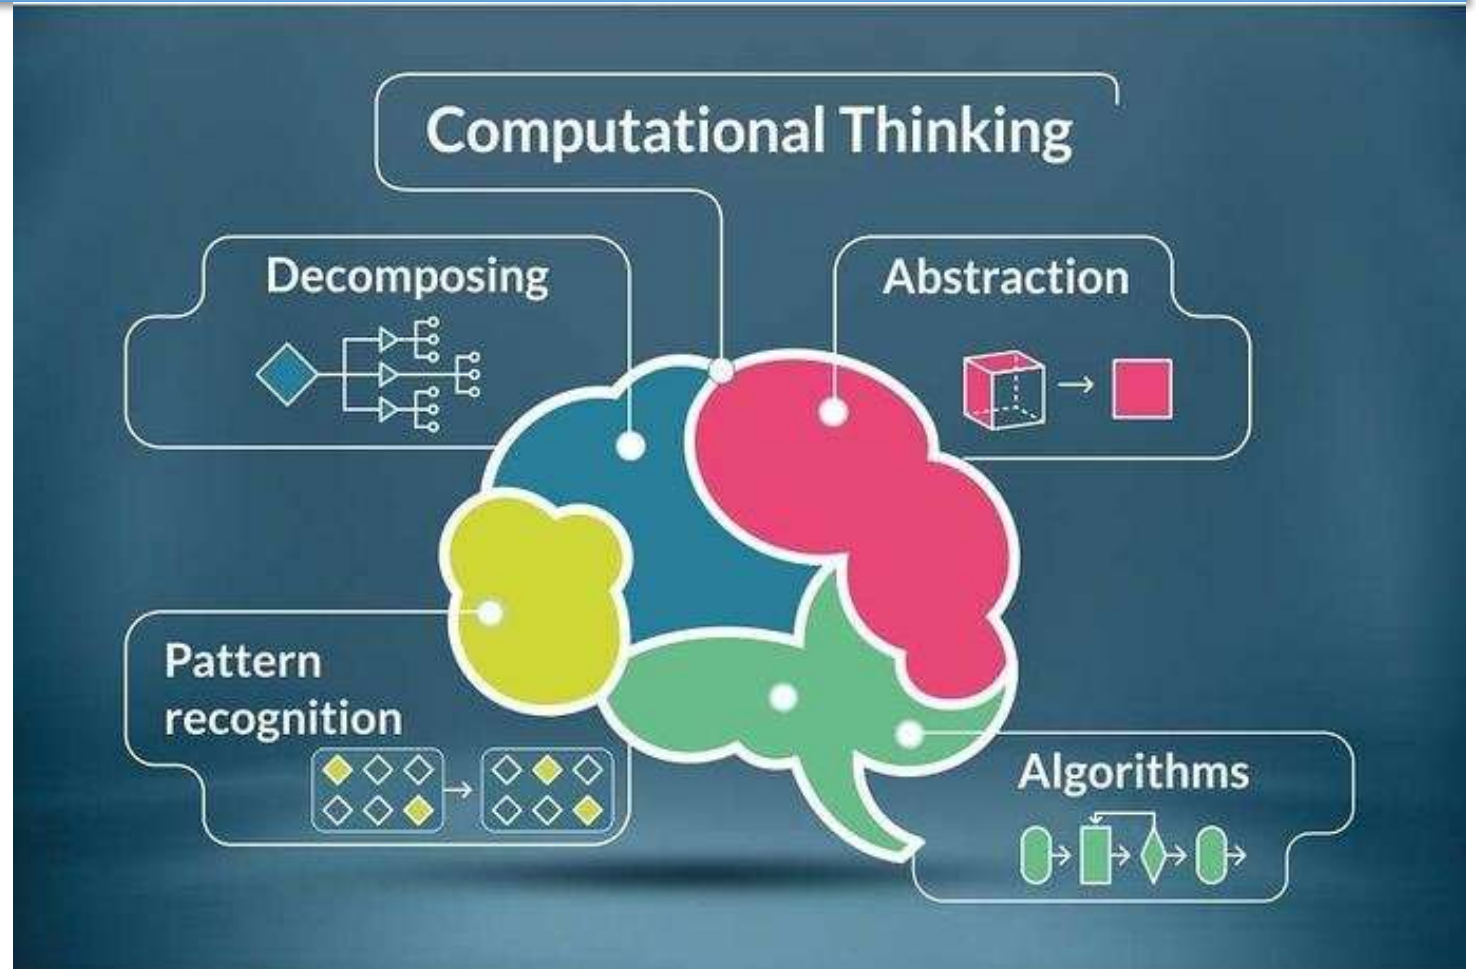 Computational Thinking
Decomposing
Abstraction
Pattern
recognition
Algorithms